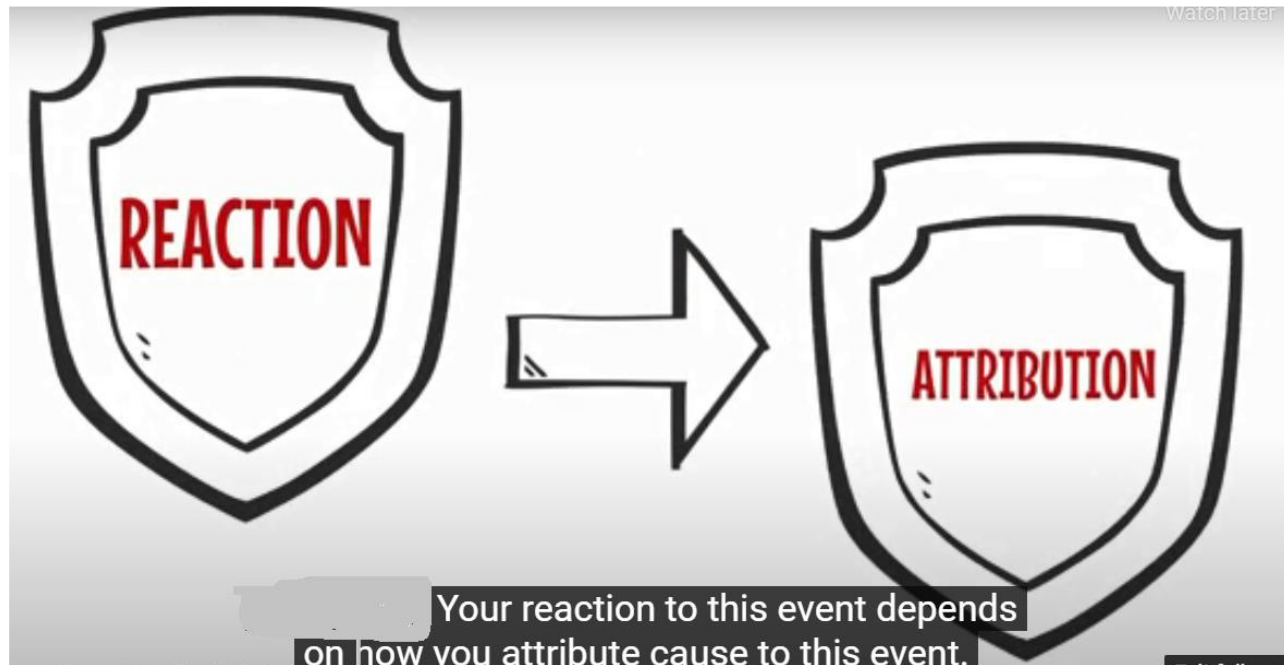 Watch later
REACTION
ATTRIBUTION
Your reaction to this event depends
on how you attribute cause to this event.